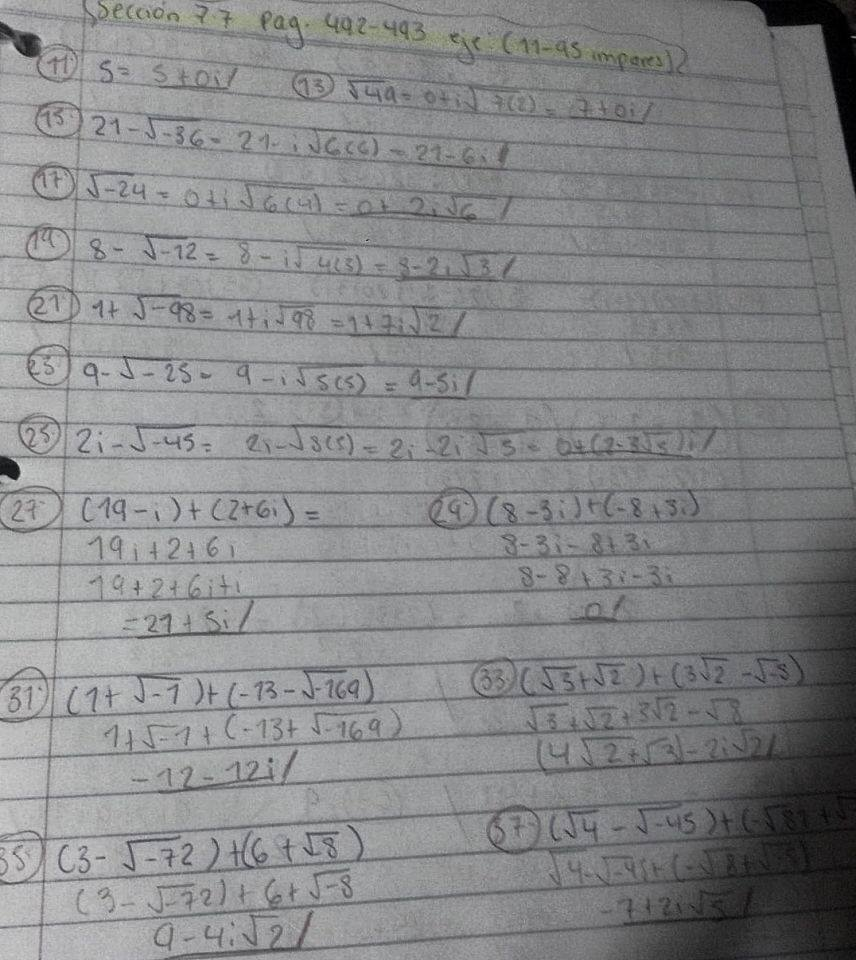 Sección 7.7 pag. 492-493 eje: (11-95 impares)
11 5 = 5+0i/ 13 √49 = 0+i√7(7) = 7+0i/
15 21-√-36 = 21-i√6(6) = 21-6i/
17 √-24 = 0+i√6(4) = 0+2i√6/
19 8-√-12 = 8-i√4(3) = 8-2i√3/
21 1+√-98 = 1+i√98 = 1+7i√2/
23 9-√-25 = 9-i√5(5) = 9-5i/
25 2i-√-45 = 2i-√9(5) = 2i-2i√5 = 0+(2-3√5)i/
27 (19-i)+(2+6i)= 29 (8-3i)+(-8+3i)
19i+2+6i 8-3i-8+3i
19+2+6i+i 8-8+3i-3i
=21+5i/ 0/
31 (1+√-1)+(-13-√-169) 33 (√3+√2)+(3√2-√-8)
1+√-1+(-13+√-169) √3+√2+3√2-√8
-12-12i/ (4√2+√3)-2i√2/
35 (3-√-72)+(6+√8) 37 (√4-√-45)+(-√81+√
(3-√-72)+6+√-8 √4-√-45+(-√8+√-5)
9-4i√2/ -7+2i√5/